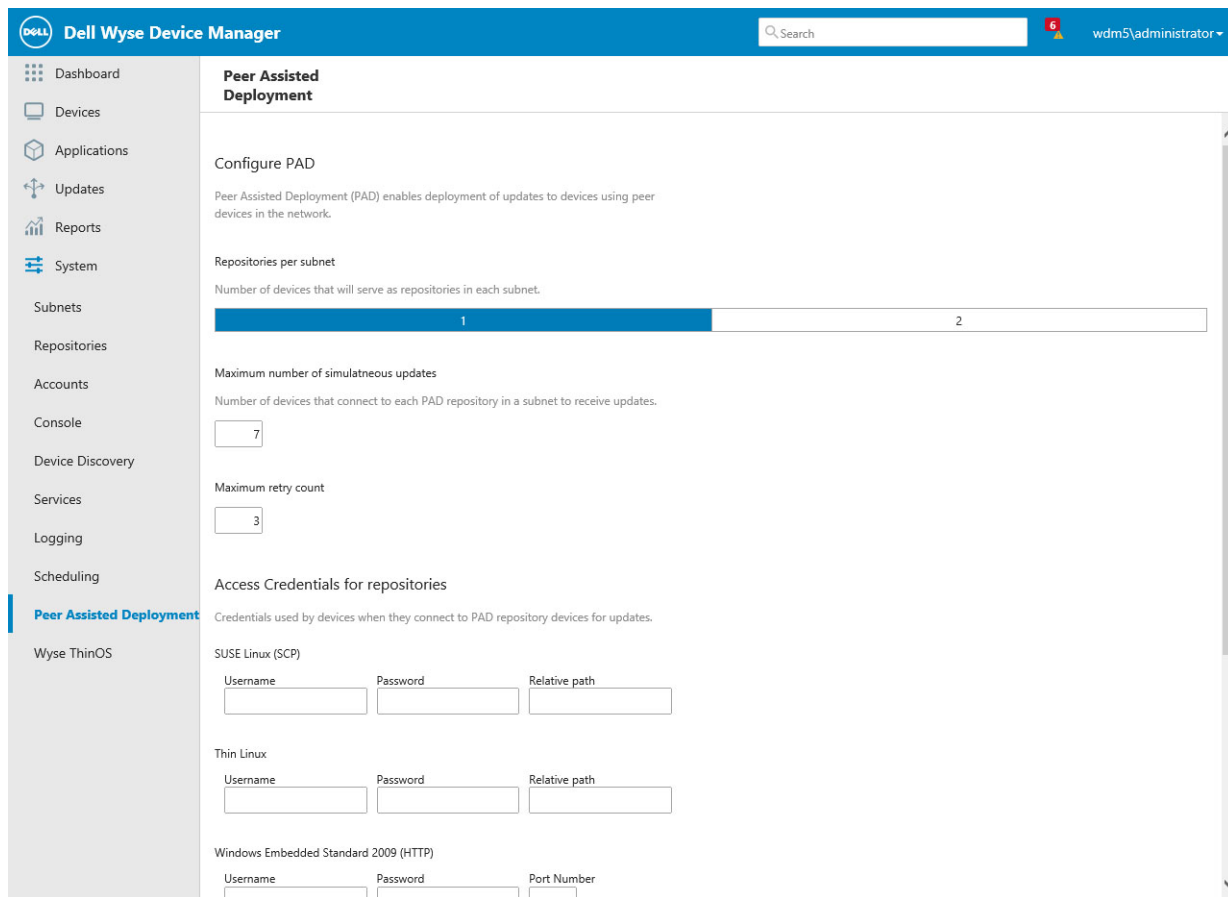 DELL
Dell Wyse Device Manager
Search
6
wdm5\administrator
Dashboard
Devices
Applications
Updates
Reports
System
Subnets
Repositories
Accounts
Console
Device Discovery
Services
Logging
Scheduling
Peer Assisted Deployment
Wyse ThinOS
Peer Assisted
Deployment
Configure PAD
Peer Assisted Deployment (PAD) enables deployment of updates to devices using peer
devices in the network.
Repositories per subnet
Number of devices that will serve as repositories in each subnet.
1 2
Maximum number of simulatneous updates
Number of devices that connect to each PAD repository in a subnet to receive updates.
7
Maximum retry count
3
Access Credentials for repositories
Credentials used by devices when they connect to PAD repository devices for updates.
SUSE Linux (SCP)
Username Password Relative path
Thin Linux
Username Password Relative path
Windows Embedded Standard 2009 (HTTP)
Username Password Port Number